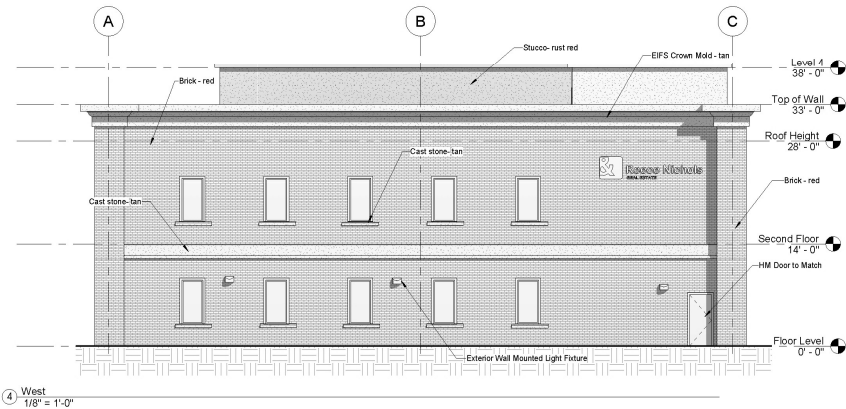 A
B
C
Stucco- rust red
EIFS Crown Mold - tan
Level 4
38' - 0"
Brick - red
Top of Wall
33' - 0"
Roof Height
28' - 0"
Cast stone- tan
& Reece Nichols
REAL ESTATE
Brick - red
Cast stone- tan
Second Floor
14' - 0"
HM Door to Match
Floor Level
0' - 0"
Exterior Wall Mounted Light Fixture
4 West
1/8" = 1'-0"